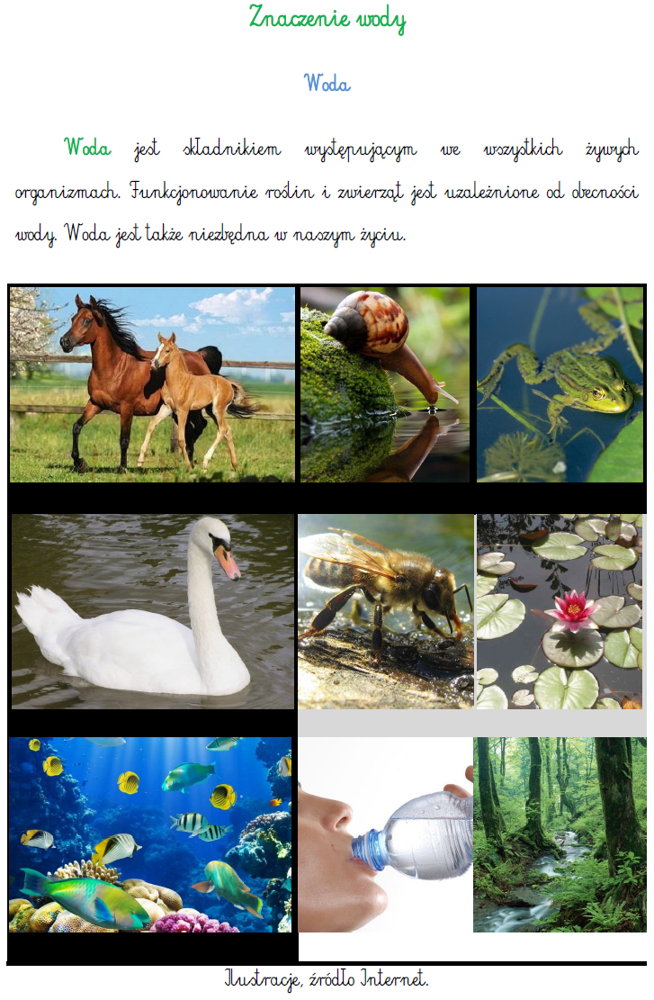 Znaczenie wody
Woda
Woda jest składnikiem występującym we wszystkich żywych
organizmach. Funkcjonowanie roślin i zwierząt jest uzależnione od obecności
wody. Woda jest także niezbędna w naszym życiu.
Ilustracje, źródło Internet.